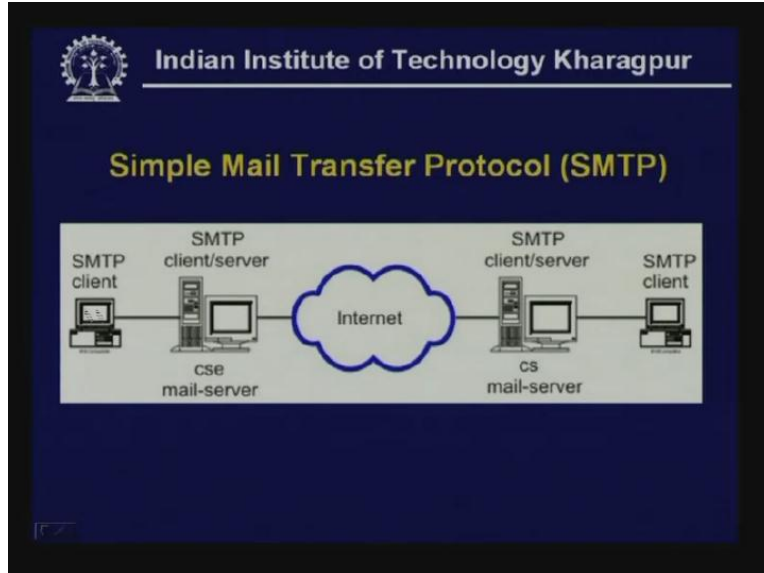 Indian Institute of Technology Kharagpur
Simple Mail Transfer Protocol (SMTP)
SMTP
client
SMTP
client/server
cse
mail-server
Internet
SMTP
client/server
cs
mail-server
SMTP
client